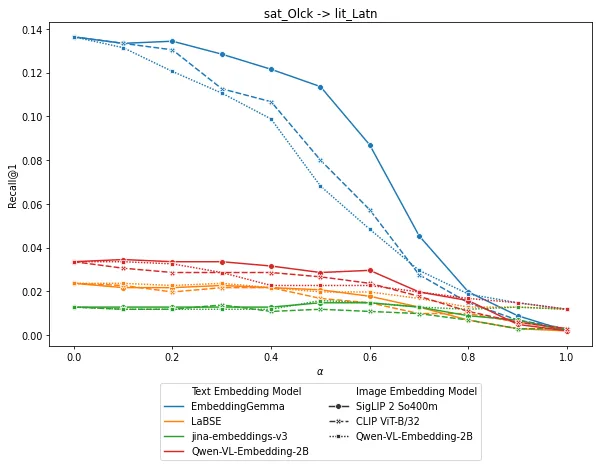 sat_Olck -> lit_Latn
Recall@1
0.14
0.12
0.10
0.08
0.06
0.04
0.02
0.00
0.0 0.2 0.4 0.6 0.8 1.0
α
Text Embedding Model
EmbeddingGemma
LaBSE
jina-embeddings-v3
Qwen-VL-Embedding-2B
Image Embedding Model
SigLIP 2 So400m
CLIP ViT-B/32
Qwen-VL-Embedding-2B